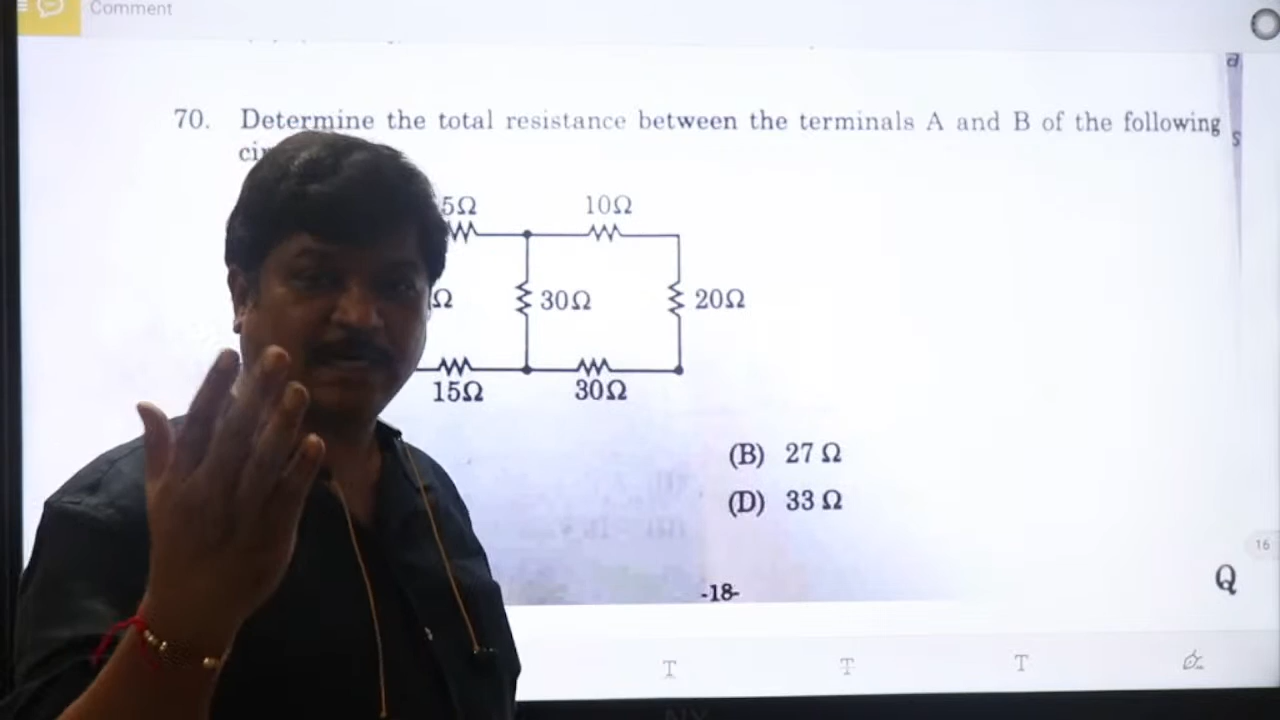 Comment
70. Determine the total resistance between the terminals A and B of the following
5Ω 10Ω
Ω 30Ω 20Ω
15Ω 30Ω
(B) 27 Ω
(D) 33 Ω
16
-18-
Q
T T T